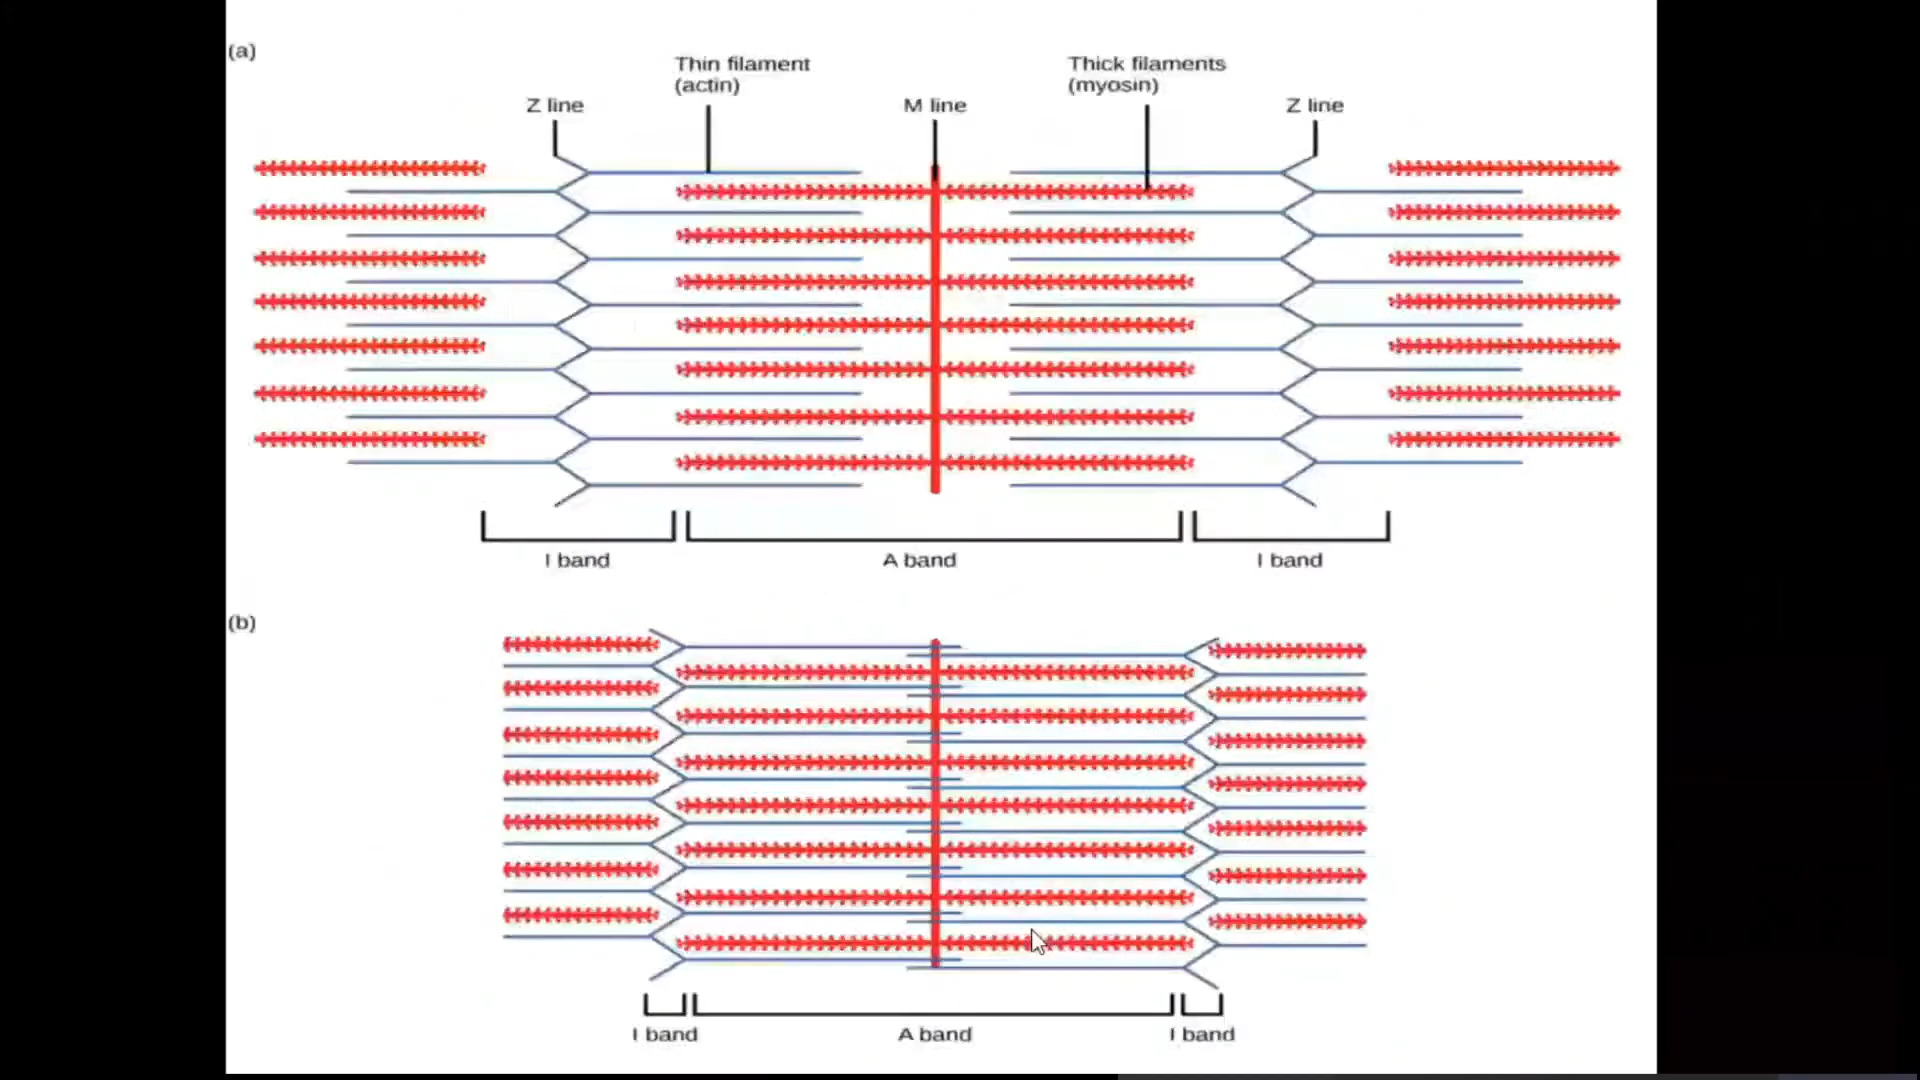 (a)
Thin filament
(actin)
Thick filaments
(myosin)
Z line
M line
Z line
I band
A band
I band
(b)
I band
A band
I band